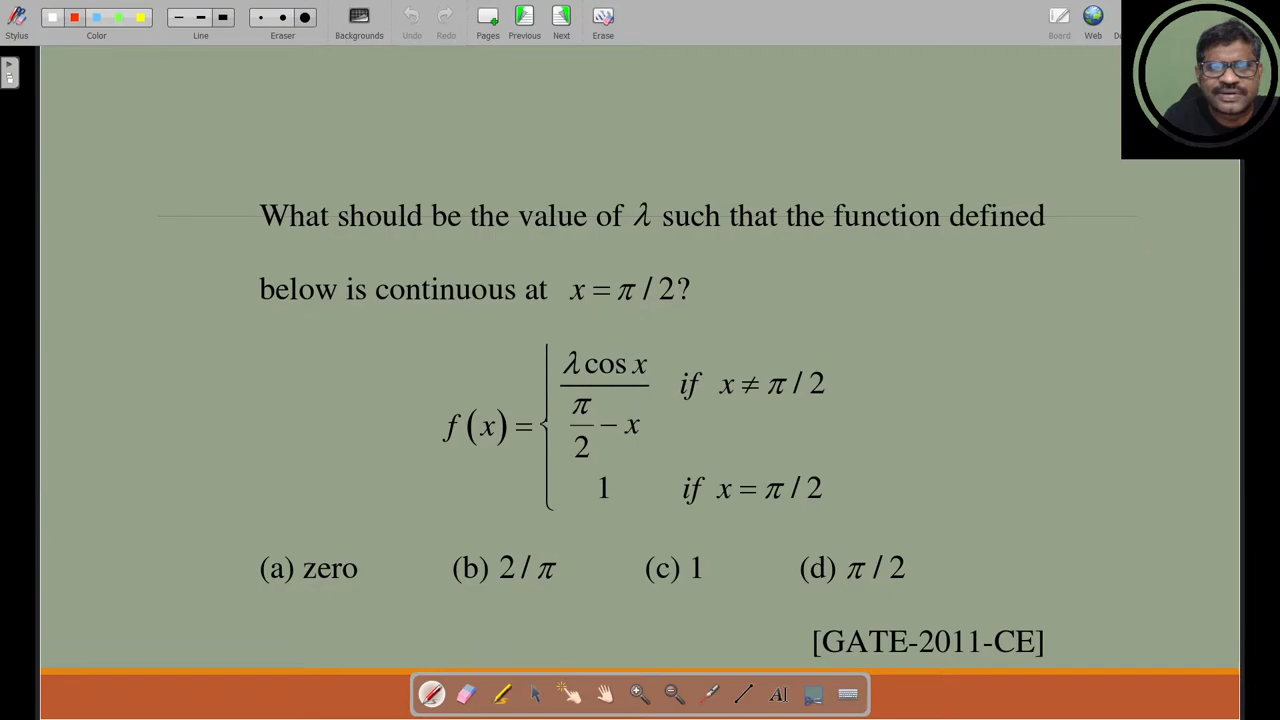 Stylus Color Line Eraser Backgrounds Undo Redo Pages Previous Next Erase Board Web
What should be the value of λ such that the function defined
below is continuous at x = π / 2?
f(x) = { λ cos x / (π/2 − x) if x ≠ π / 2
1 if x = π / 2
(a) zero (b) 2 / π (c) 1 (d) π / 2
[GATE-2011-CE]